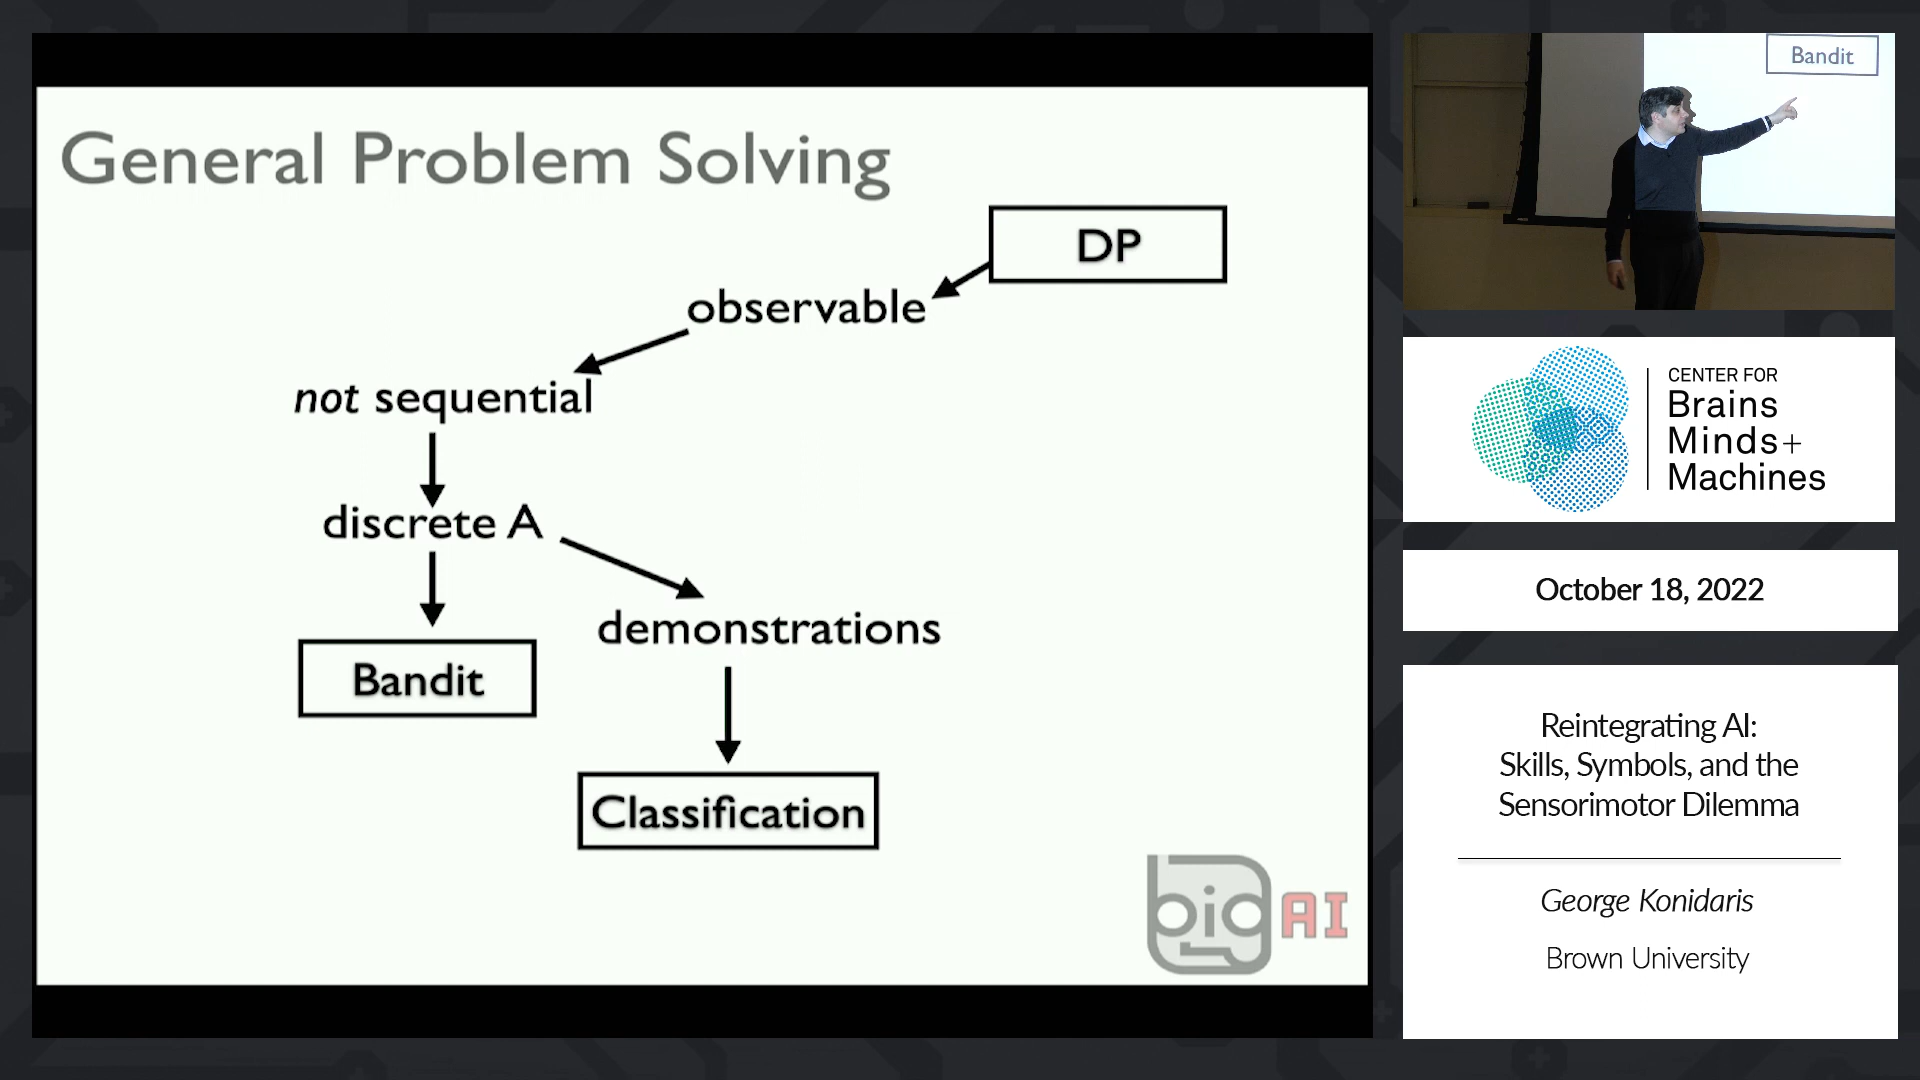 General Problem Solving
DP
observable
not sequential
discrete A
demonstrations
Bandit
Classification
big AI
Bandit
CENTER FOR
Brains
Minds+
Machines
October 18, 2022
Reintegrating AI:
Skills, Symbols, and the
Sensorimotor Dilemma
George Konidaris
Brown University